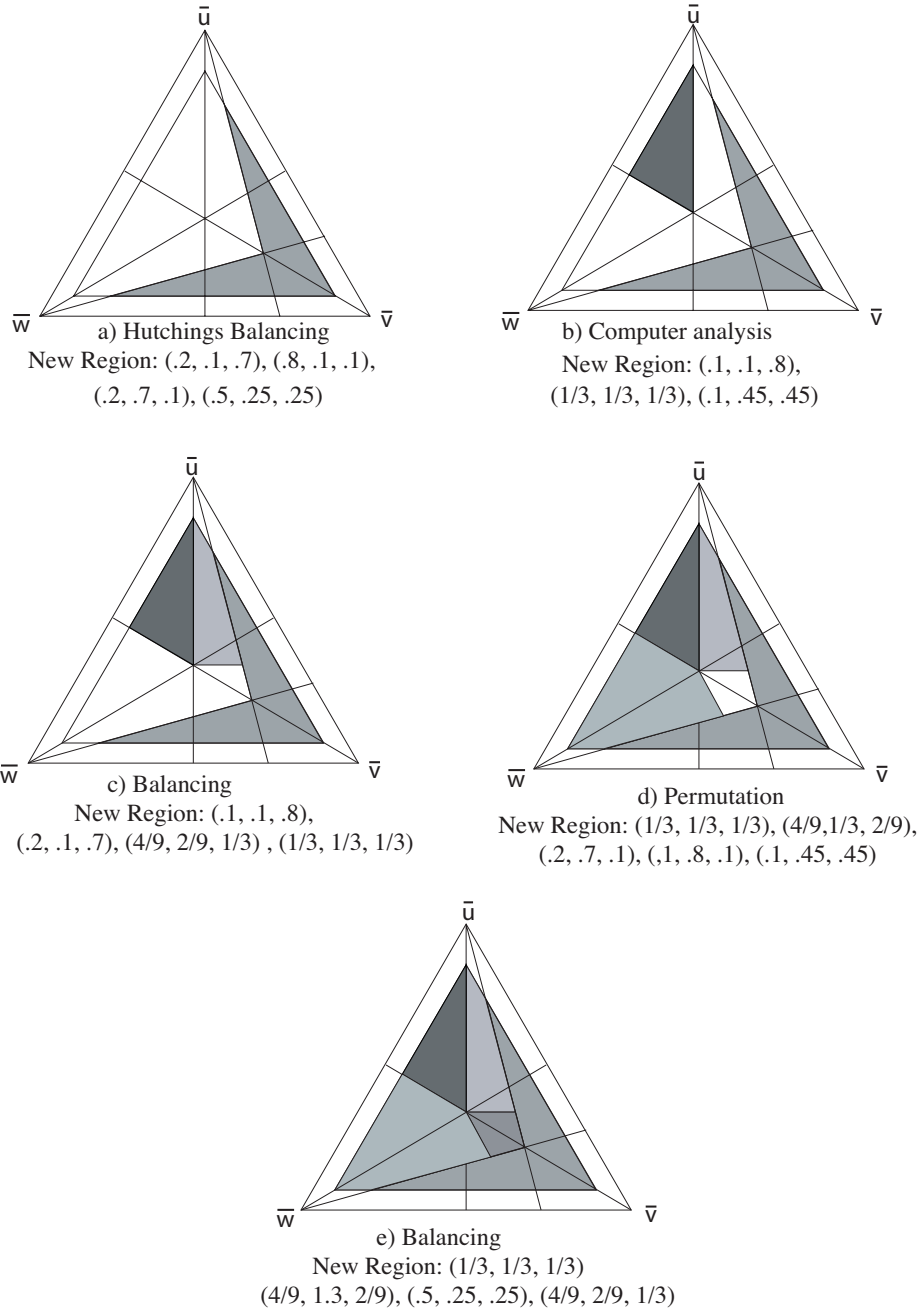 ū
w̅
v̅
a) Hutchings Balancing
New Region: (.2, .1, .7), (.8, .1, .1),
(.2, .7, .1), (.5, .25, .25)
ū
w̅
v̅
b) Computer analysis
New Region: (.1, .1, .8),
(1/3, 1/3, 1/3), (.1, .45, .45)
ū
w̅
v̅
c) Balancing
New Region: (.1, .1, .8),
(.2, .1, .7), (4/9, 2/9, 1/3) , (1/3, 1/3, 1/3)
ū
w̅
v̅
d) Permutation
New Region: (1/3, 1/3, 1/3), (4/9,1/3, 2/9),
(.2, .7, .1), (,1, .8, .1), (.1, .45, .45)
ū
w̅
v̅
e) Balancing
New Region: (1/3, 1/3, 1/3)
(4/9, 1.3, 2/9), (.5, .25, .25), (4/9, 2/9, 1/3)